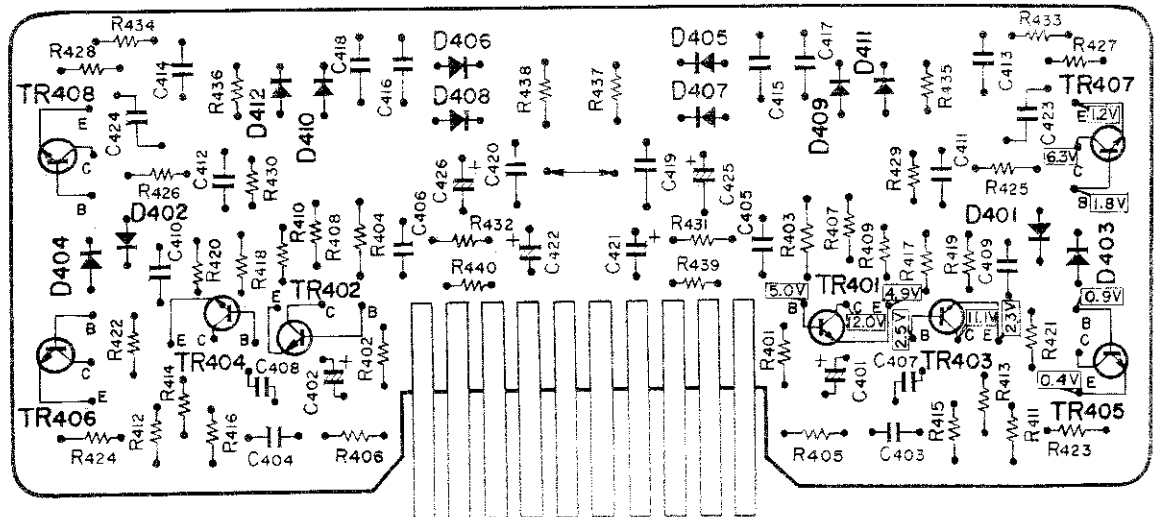 R434
R428
TR408
E
C
B
C414
C424
R436
D412
D410
C418
C416
D406
D408
R438
R437
D405
D407
C417
C415
D411
D409
R435
C413
R433
R427
TR407
C423
E
1.2V
16.3V
C
B
1.8V
R426
C412
R430
C426
+
C420
C419
+
C425
R429
C411
R425
D402
D404
C410
R420
R418
R410
R408
R404
C406
R432
R440
+
C422
C421
+
R431
R439
C405
R403
R407
R409
R417
R419
C409
D401
D403
TR406
B
C
E
R422
E
C
B
TR404
E
C
B
TR402
R402
5.0V
B
TR401
C
E
12.0V
4.9V
2.5V
B
11.1V
C
E
2.3V
TR403
R421
0.9V
B
C
E
0.4V
TR405
R414
R412
R424
R416
C408
C402
+
C404
R406
R401
+
C401
C407
R405
C403
R415
R413
R411
R423